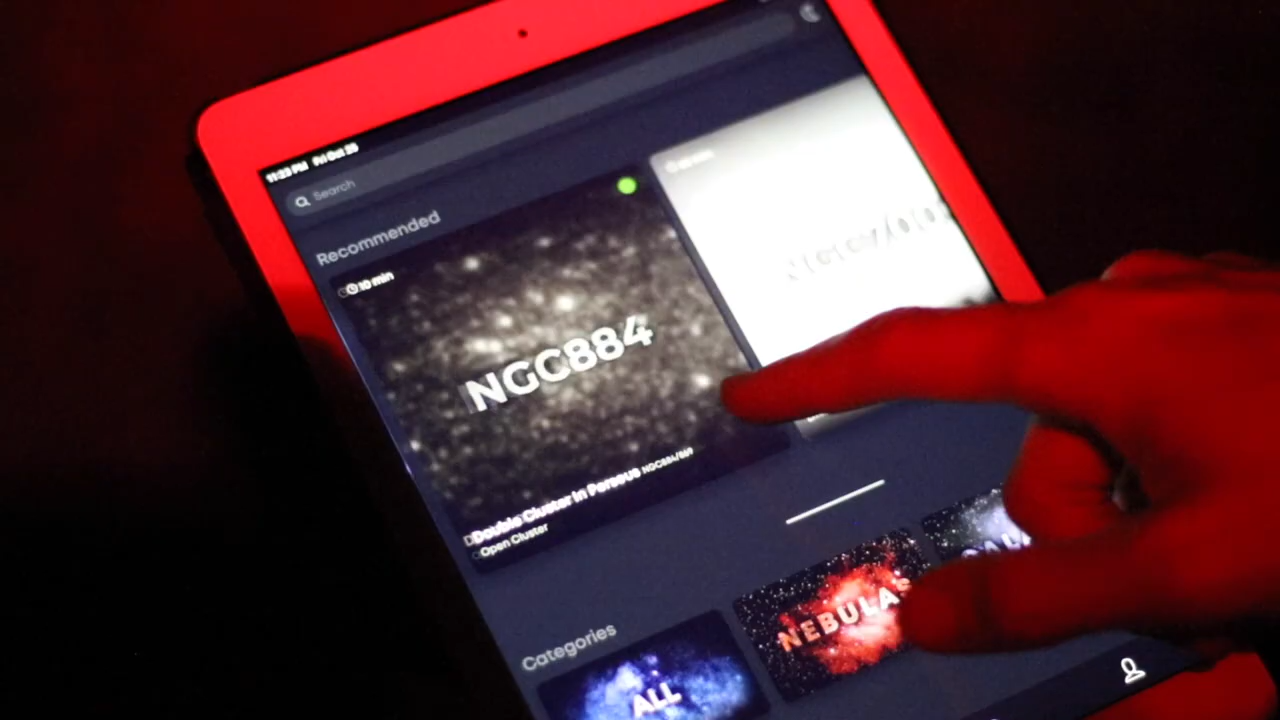 11:23 PM Fri Oct 25
Search
Recommended
10 min
NGC884
Double Cluster in Perseus NGC884/869
Open Cluster
Categories
ALL
NEBULAS